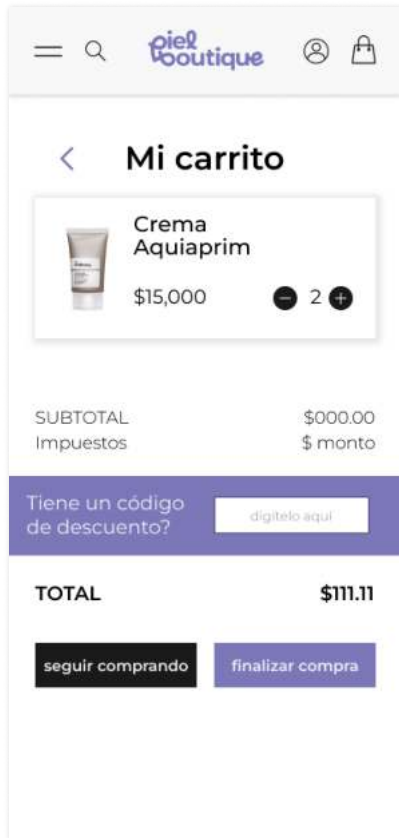 piel
boutique
Mi carrito
Crema
Aquiaprim
$15,000
2
SUBTOTAL $000.00
Impuestos $ monto
Tiene un código
de descuento?
digitelo aquí
TOTAL $111.11
seguir comprando finalizar compra